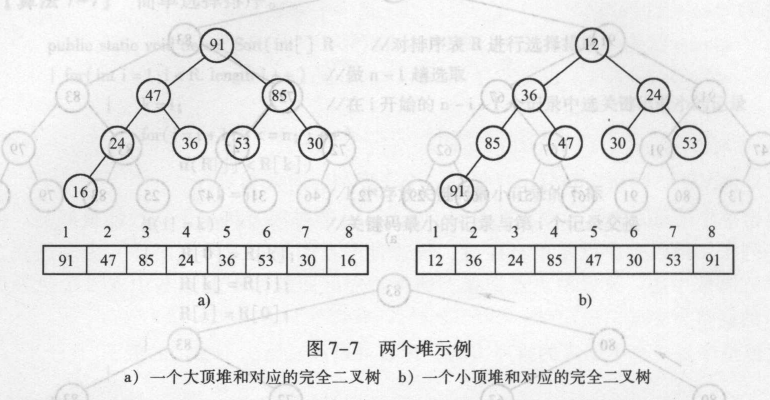 91 12
47 85 36 24
24 36 53 30 85 47 30 53
16 91
1 2 3 4 5 6 7 8 1 2 3 4 5 6 7 8
91 47 85 24 36 53 30 16 12 36 24 85 47 30 53 91
a) b)
图 7-7 两个堆示例
a) 一个大顶堆和对应的完全二叉树 b) 一个小顶堆和对应的完全二叉树